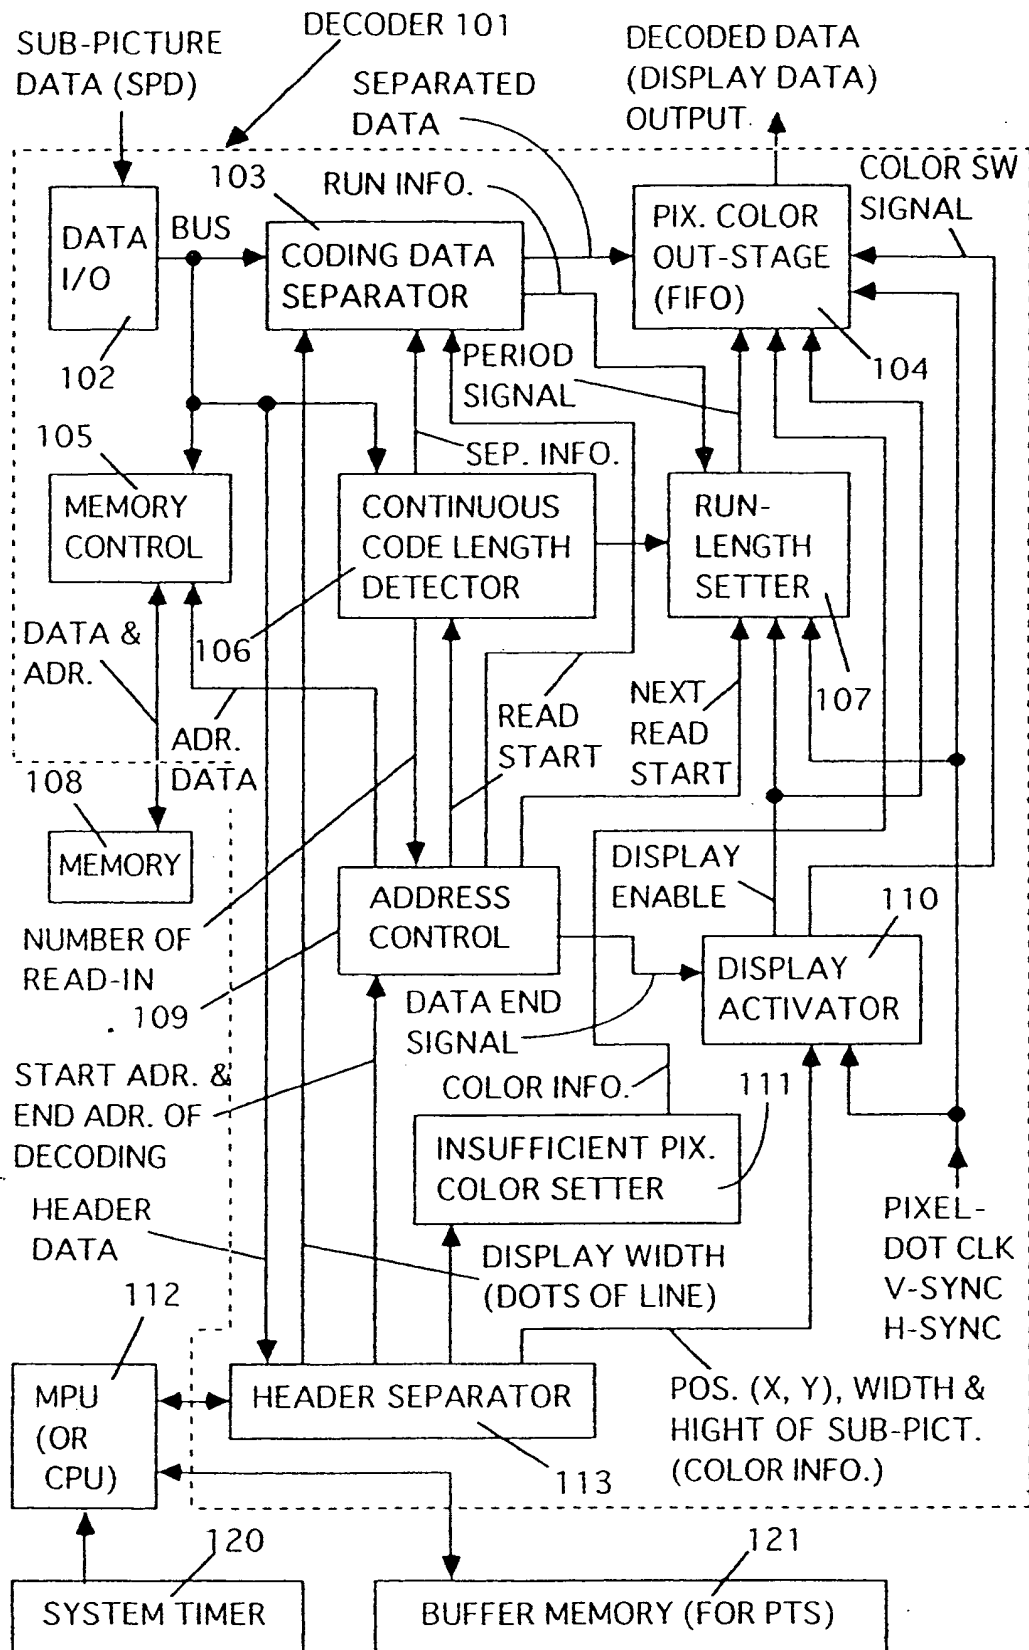 DECODER 101
SUB-PICTURE
DATA (SPD)
SEPARATED
DATA
DECODED DATA
(DISPLAY DATA)
OUTPUT
COLOR SW
SIGNAL
103
RUN INFO.
DATA
I/O
BUS
CODING DATA
SEPARATOR
PIX. COLOR
OUT-STAGE
(FIFO)
102
104
PERIOD
SIGNAL
105
SEP. INFO.
MEMORY
CONTROL
CONTINUOUS
CODE LENGTH
DETECTOR
RUN-
LENGTH
SETTER
DATA &
ADR.
106
107
ADR.
DATA
READ
START
NEXT
READ
START
108
MEMORY
ADDRESS
CONTROL
DISPLAY
ENABLE
110
NUMBER OF
READ-IN
109
DISPLAY
ACTIVATOR
DATA END
SIGNAL
START ADR. &
END ADR. OF
DECODING
COLOR INFO.
111
INSUFFICIENT PIX.
COLOR SETTER
HEADER
DATA
DISPLAY WIDTH
(DOTS OF LINE)
PIXEL-
DOT CLK
V-SYNC
H-SYNC
112
MPU
(OR
CPU)
HEADER SEPARATOR
113
POS. (X, Y), WIDTH &
HIGHT OF SUB-PICT.
(COLOR INFO.)
120
121
SYSTEM TIMER
BUFFER MEMORY (FOR PTS)